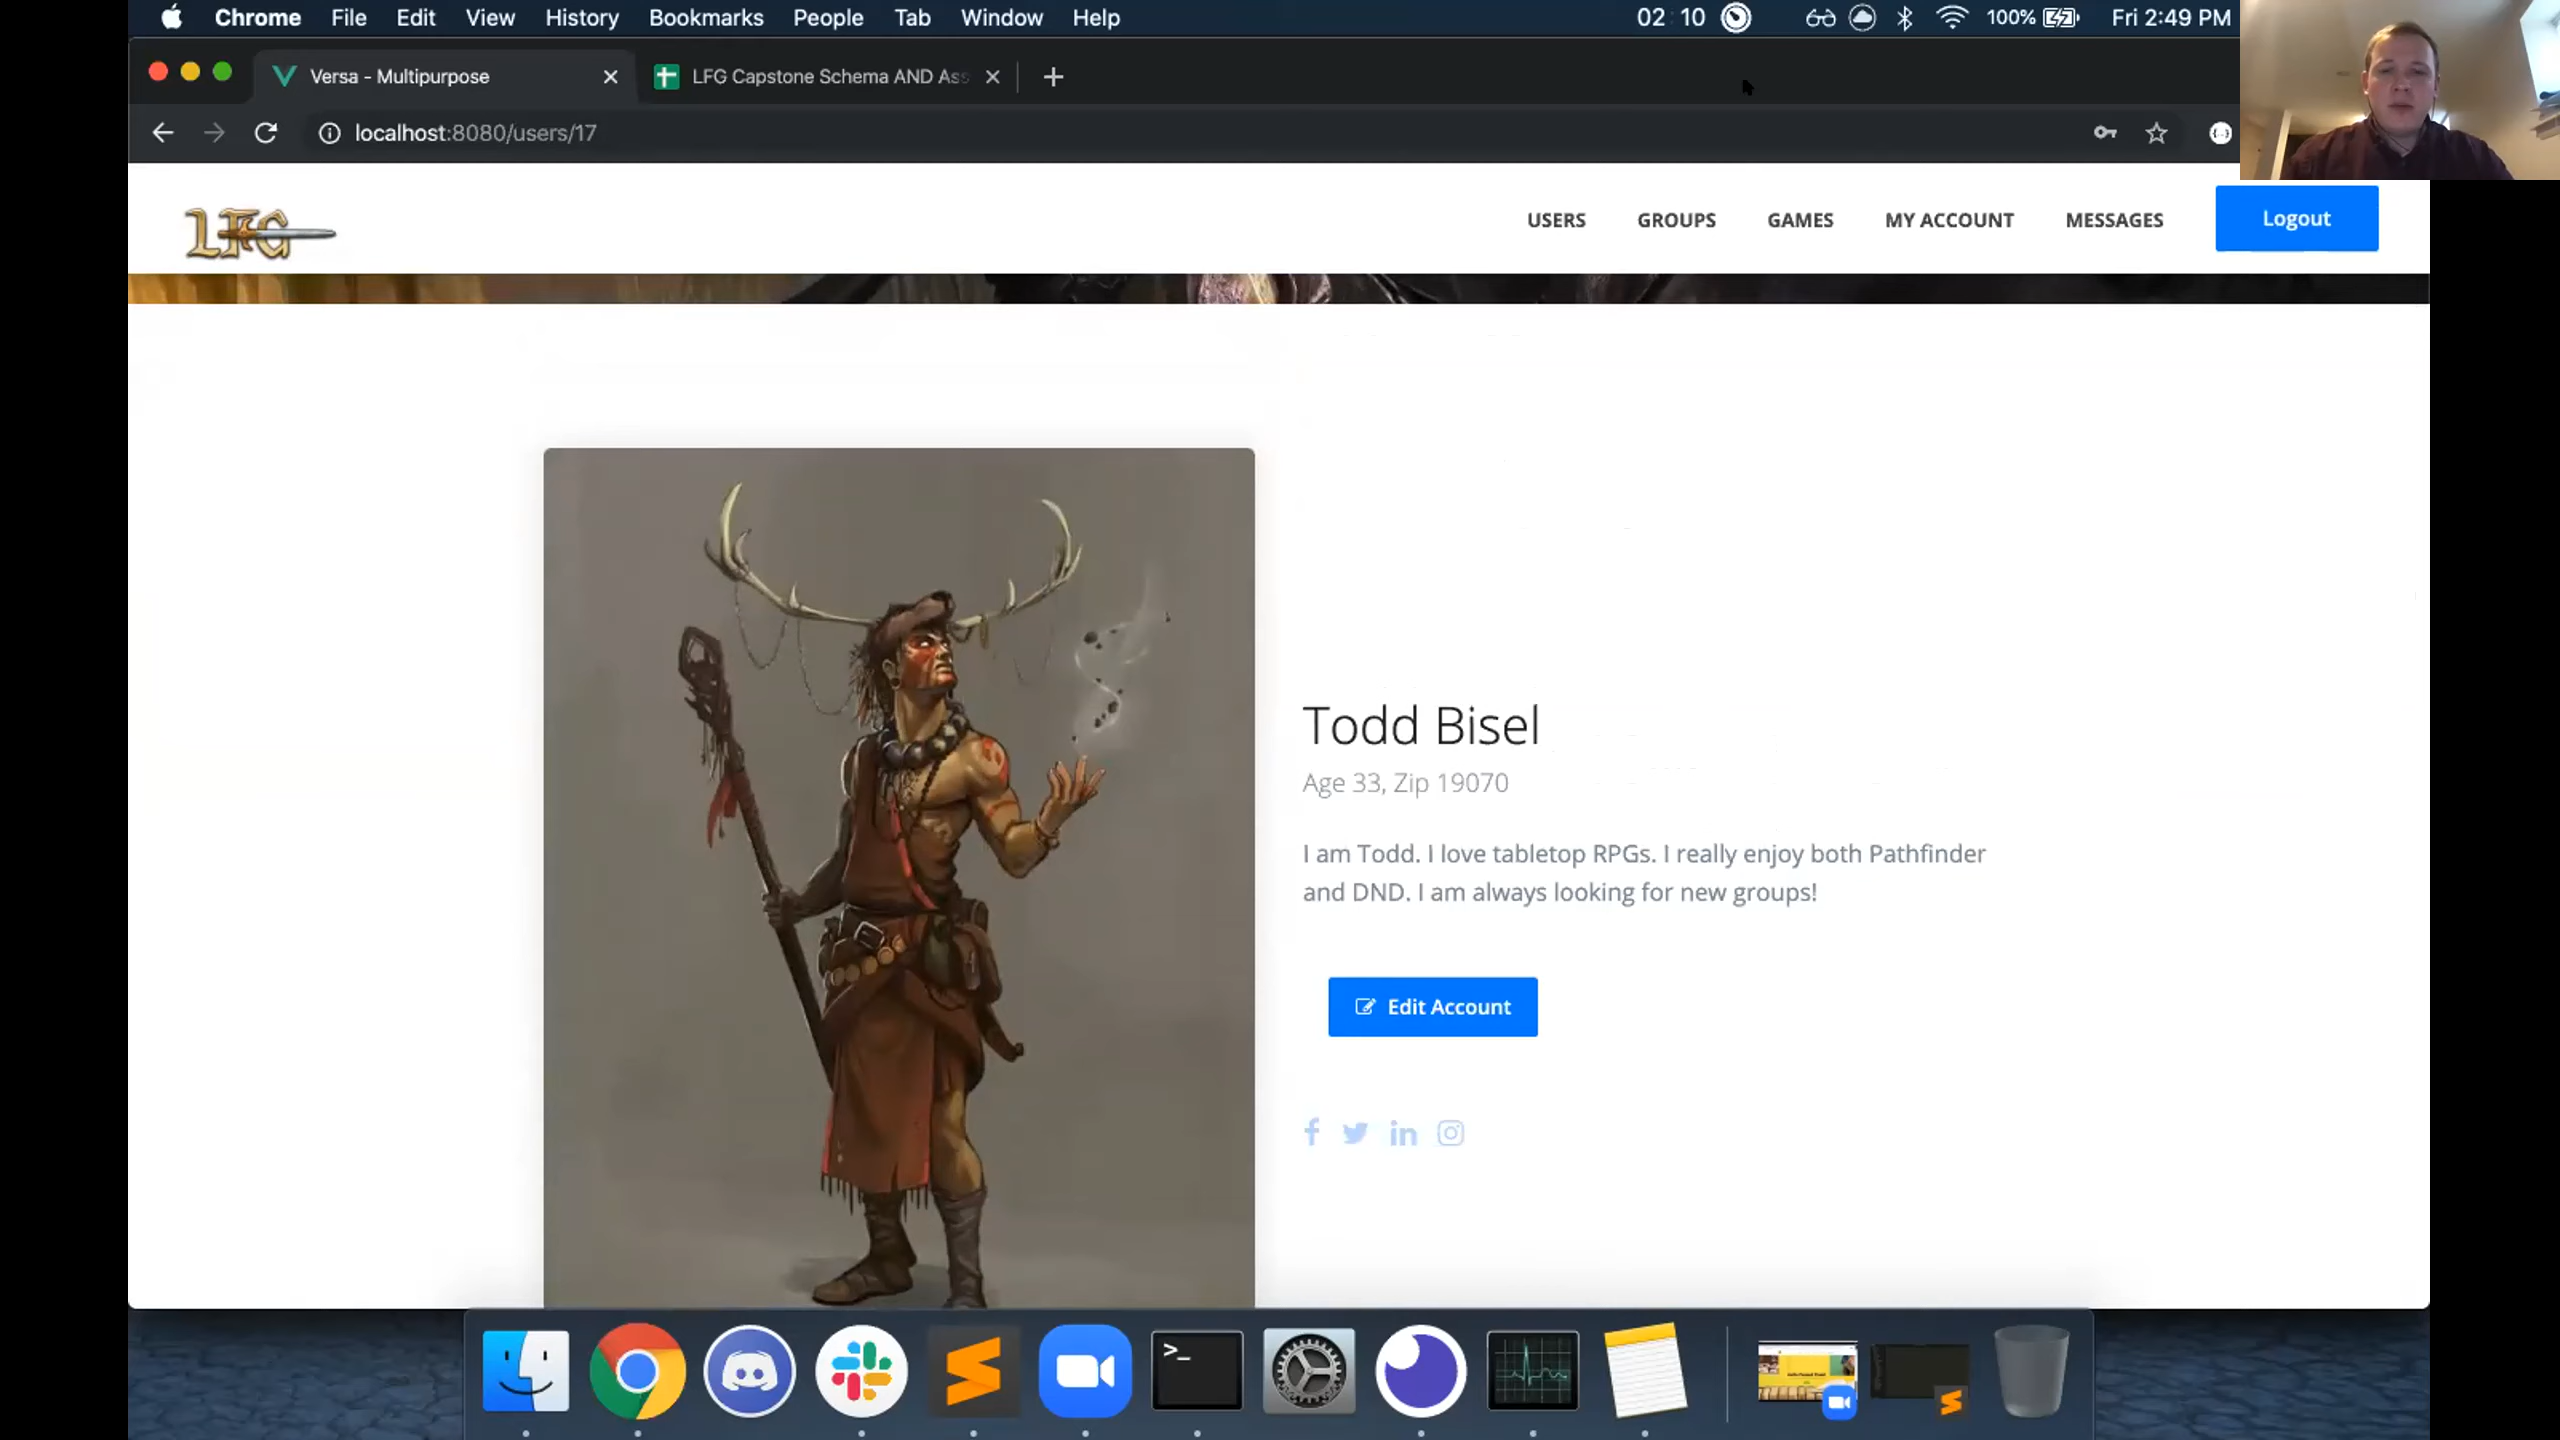 Chrome File Edit View History Bookmarks People Tab Window Help
02:10 100% Fri 2:49 PM
Versa - Multipurpose
LFG Capstone Schema AND Ass
localhost:8080/users/17
LFG
USERS GROUPS GAMES MY ACCOUNT MESSAGES Logout
Todd Bisel
Age 33, Zip 19070
I am Todd. I love tabletop RPGs. I really enjoy both Pathfinder
and DND. I am always looking for new groups!
Edit Account